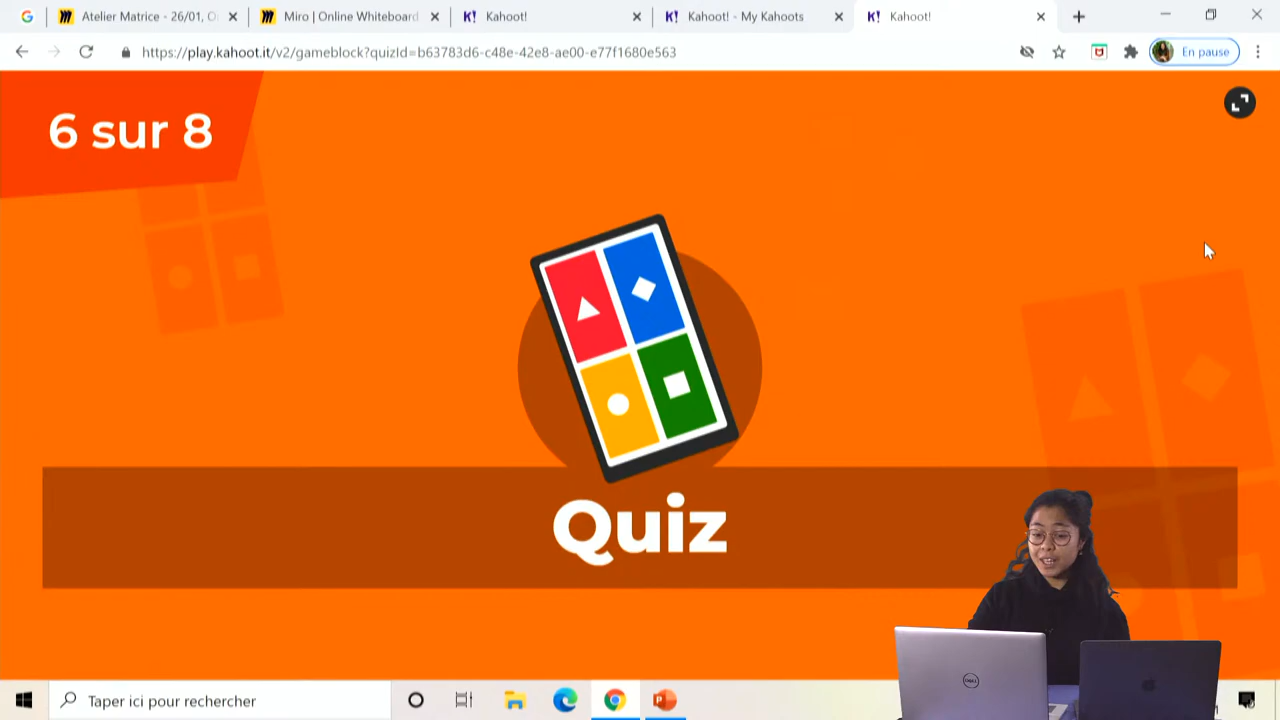 Atelier Matrice - 26/01, O
Miro | Online Whiteboard
K! Kahoot!
K! Kahoot! - My Kahoots
K! Kahoot!
https://play.kahoot.it/v2/gameblock?quizId=b63783d6-c48e-42e8-ae00-e77f1680e563
En pause
6 sur 8
Quiz
DELL
Taper ici pour rechercher